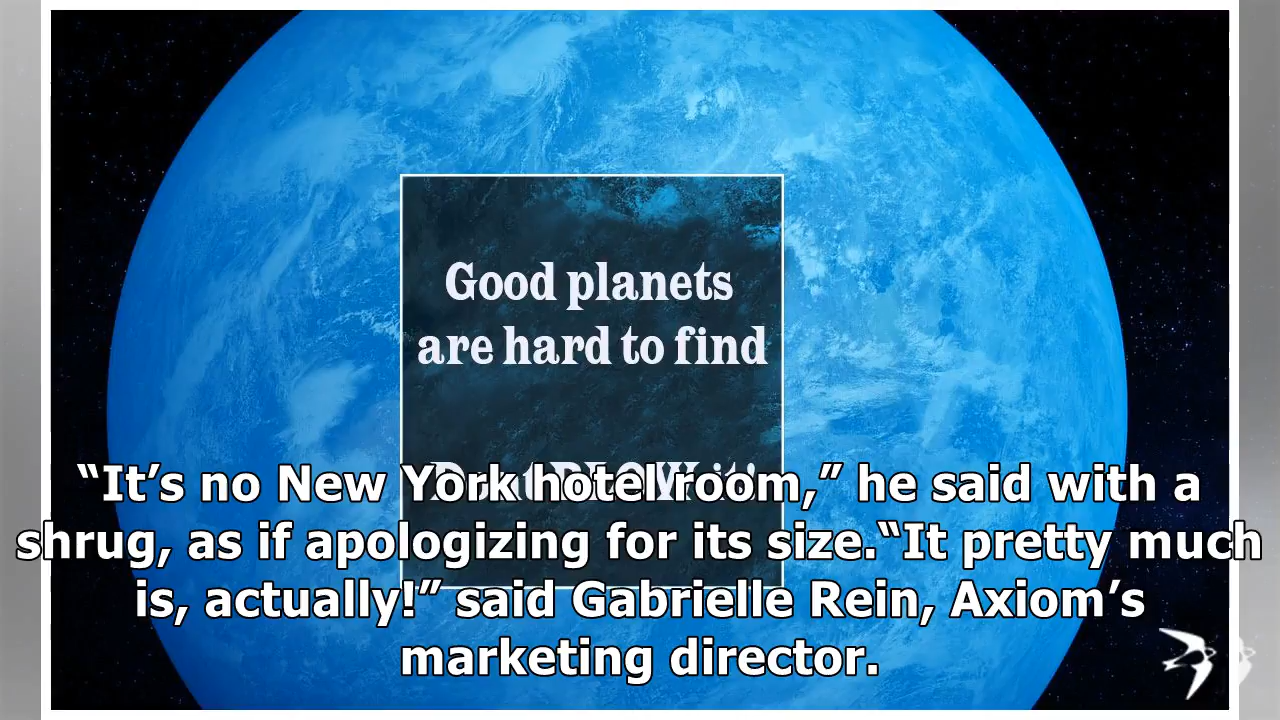 Good planets
are hard to find
“It’s no New York hotel room,” he said with a
shrug, as if apologizing for its size.“It pretty much
is, actually!” said Gabrielle Rein, Axiom’s
marketing director.